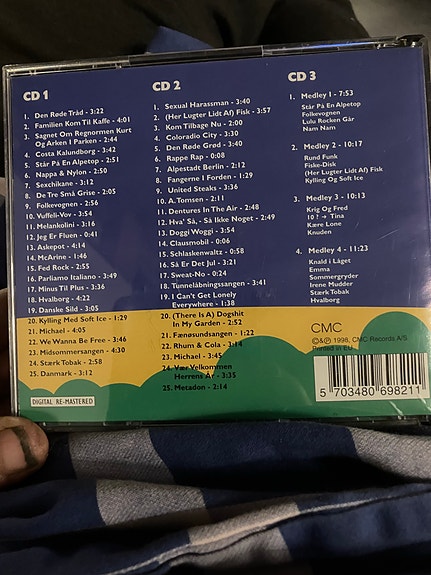 CD 1
1. Den Røde Tråd - 3:22
2. Familien Kom Til Kaffe - 4:01
3. Sagnet Om Regnormen Kurt
Og Arken I Parken - 2:44
4. Costa Kalundborg - 3:42
5. Står På En Alpetop - 2:51
6. Nappa & Nylon - 2:50
7. Sexchikane - 3:12
8. De Tre Små Grise - 2:05
9. Folkevognen - 2:56
10. Vuffeli-Vov - 3:54
11. Melankolini - 3:16
12. Jeg Er Fluen - 0:41
13. Askepot - 4:14
14. McArine - 1:46
15. Fed Rock - 2:55
16. Parliamo Italiano - 3:49
17. Minus Til Plus - 3:36
18. Hvalborg - 4:22
19. Danske Sild - 3:05
20. Kylling Med Soft Ice - 1:29
21. Michael - 4:05
22. We Wanna Be Free - 3:46
23. Midsommersangen - 4:30
24. Stærk Tobak - 2:58
25. Danmark - 3:12
DIGITAL RE-MASTERED
CD 2
1. Sexual Harassman - 3:40
2. (Her Lugter Lidt Af) Fisk - 3:57
3. Kom Tilbage Nu - 2:00
4. Coloradio City - 3:30
5. Den Røde Grød - 3:40
6. Rappe Rap - 0:08
7. Alpestadt Berlin - 2:12
8. Fangerne I Forden - 1:29
9. United Steaks - 3:36
10. A. Tomsen - 2:11
11. Dentures In The Air - 2:48
12. Hva' Så, - Så Ikke Noget - 2:49
13. Doggi Woggi - 3:54
14. Clausmobil - 0:06
15. Schlaskenwaltz - 0:58
16. Så Er Det Jul - 3:21
17. Sweat-No - 0:24
18. Tunneläbningssangen - 3:41
19. I Can't Get Lonely
Everywhere - 1:38
20. (There Is A) Dogshit
In My Garden - 2:52
21. Fænøsundsangen - 1:22
22. Rhum & Cola - 3:14
23. Michael - 3:45
24. Vær Velkommen
Herrens År - 3:35
25. Metadon - 2:14
CD 3
1. Medley 1 - 7:53
Står På En Alpetop
Folkevognen
Lulu Rocken Går
Nam Nam
2. Medley 2 - 10:17
Rund Funk
Fiske-Disk
(Her Lugter Lidt Af) Fisk
Kylling Og Soft Ice
3. Medley 3 - 10:13
Krig Og Fred
10 ? → Tina
Kære Lone
Knuden
4. Medley 4 - 11:23
Knald i Låget
Emma
Sommergryder
Irene Mudder
Stærk Tobak
Hvalborg
CMC
©&℗ 1996, CMC Records A/S
Printed in EU
5 703480 698211